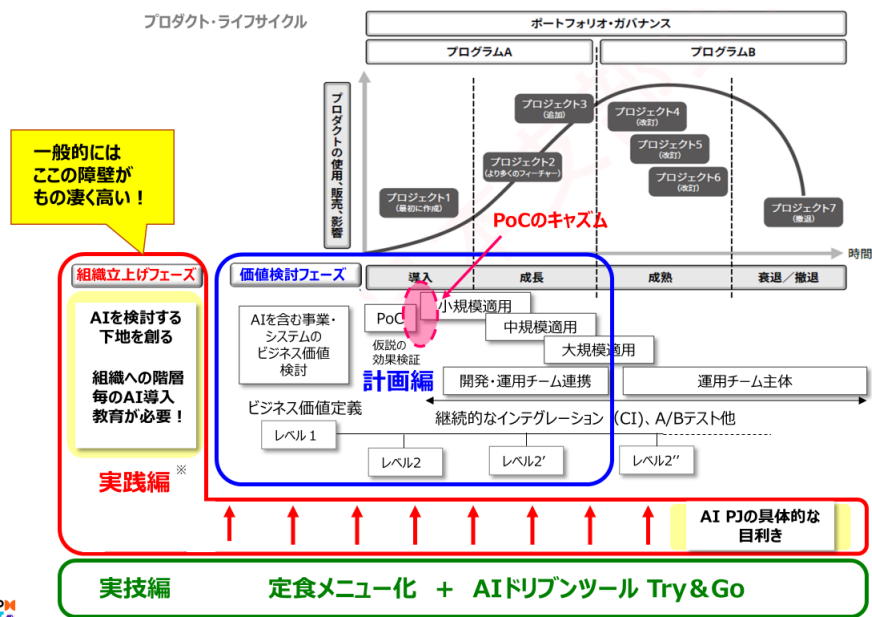 プロダクト・ライフサイクル
ポートフォリオ・ガバナンス
プログラムA
プログラムB
プロダクトの使用、販売、影響
プロジェクト1
(最初に作成)
プロジェクト2
(より多くのフィーチャー)
プロジェクト3
(追加)
プロジェクト4
(改訂)
プロジェクト5
(改訂)
プロジェクト6
(改訂)
プロジェクト7
(撤退)
時間
一般的には
ここの障壁が
もの凄く高い！
PoCのキャズム
組織立上げフェーズ
価値検討フェーズ
導入
成長
成熟
衰退／撤退
AIを検討する
下地を創る
組織への階層
毎のAI導入
教育が必要！
実践編
※
AIを含む事業・
システムの
ビジネス価値
検討
PoC
仮説の
効果検証
小規模適用
中規模適用
大規模適用
計画編
開発・運用チーム連携
運用チーム主体
ビジネス価値定義
継続的なインテグレーション（CI）、A/Bテスト他
レベル1
レベル2
レベル2’
レベル2’’
AI PJの具体的な
目利き
実技編
定食メニュー化 + AIドリブンツール Try＆Go